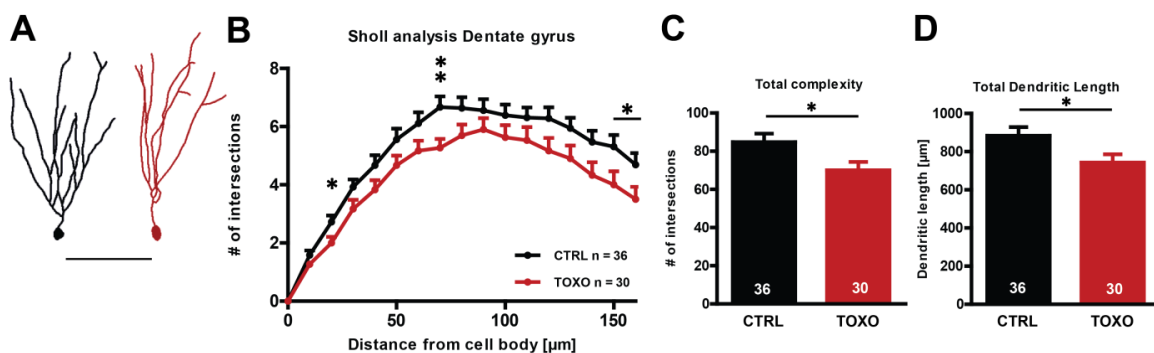 A
B
Sholl analysis Dentate gyrus
# of intersections
8
6
4
2
0
*
*
*
*
CTRL n = 36
TOXO n = 30
0
50
100
150
Distance from cell body [µm]
C
Total complexity
*
# of intersections
100
80
60
40
20
0
36
30
CTRL
TOXO
D
Total Dendritic Length
*
Dendritic length [µm]
1000
800
600
400
200
0
36
30
CTRL
TOXO